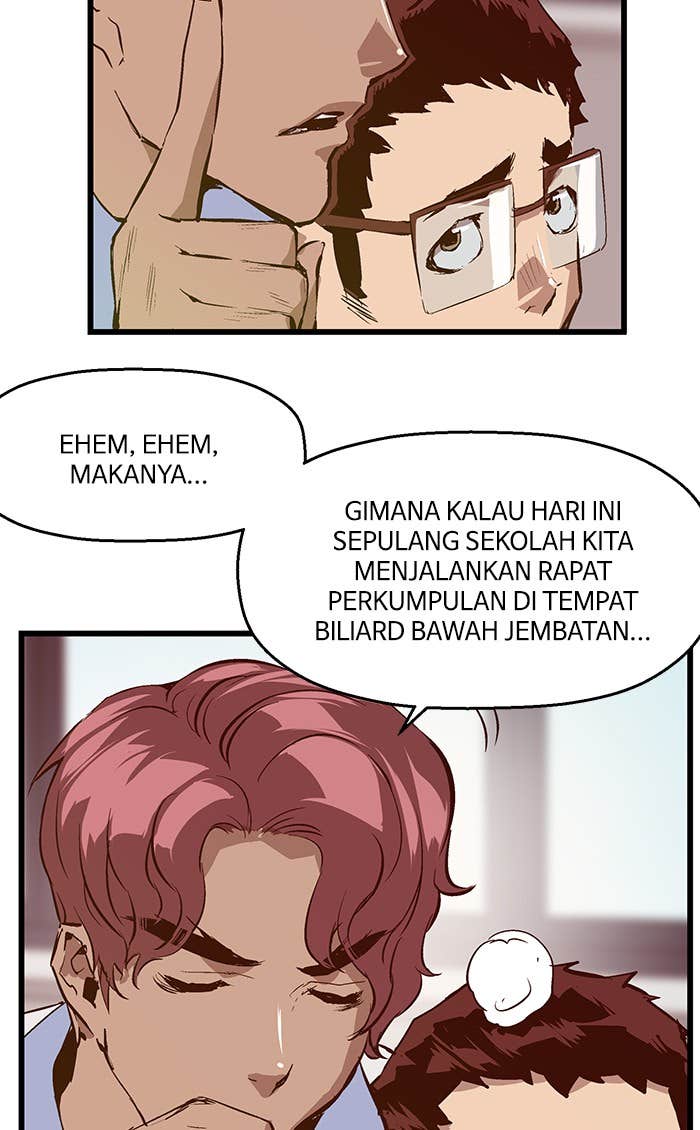 EHEM, EHEM,
MAKANYA...
GIMANA KALAU HARI INI
SEPULANG SEKOLAH KITA
MENJALANKAN RAPAT
PERKUMPULAN DI TEMPAT
BILIARD BAWAH JEMBATAN...